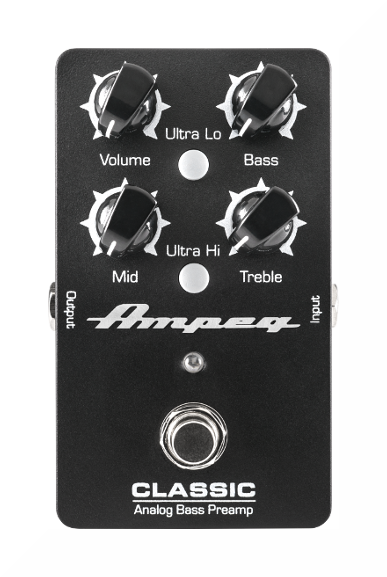 Ultra Lo
Volume
Bass
Ultra Hi
Mid
Treble
Output
Input
Ampeg
CLASSIC
Analog Bass Preamp